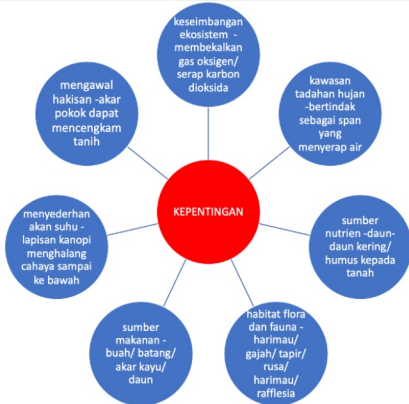 keseimbangan
ekosistem -
membekalkan
gas oksigen/
serap karbon
dioksida
kawasan
tadahan hujan
-bertindak
sebagai span
yang
menyerap air
sumber
nutrien -daun-
daun kering/
humus kepada
tanah
habitat flora
dan fauna -
harimau/
gajah/ tapir/
rusa/
harimau/
rafflesia
sumber
makanan -
buah/ batang/
akar kayu/
daun
menyederhan
akan suhu -
lapisan kanopi
menghalang
cahaya sampai
ke bawah
mengawal
hakisan -akar
pokok dapat
mencengkam
tanih
KEPENTINGAN